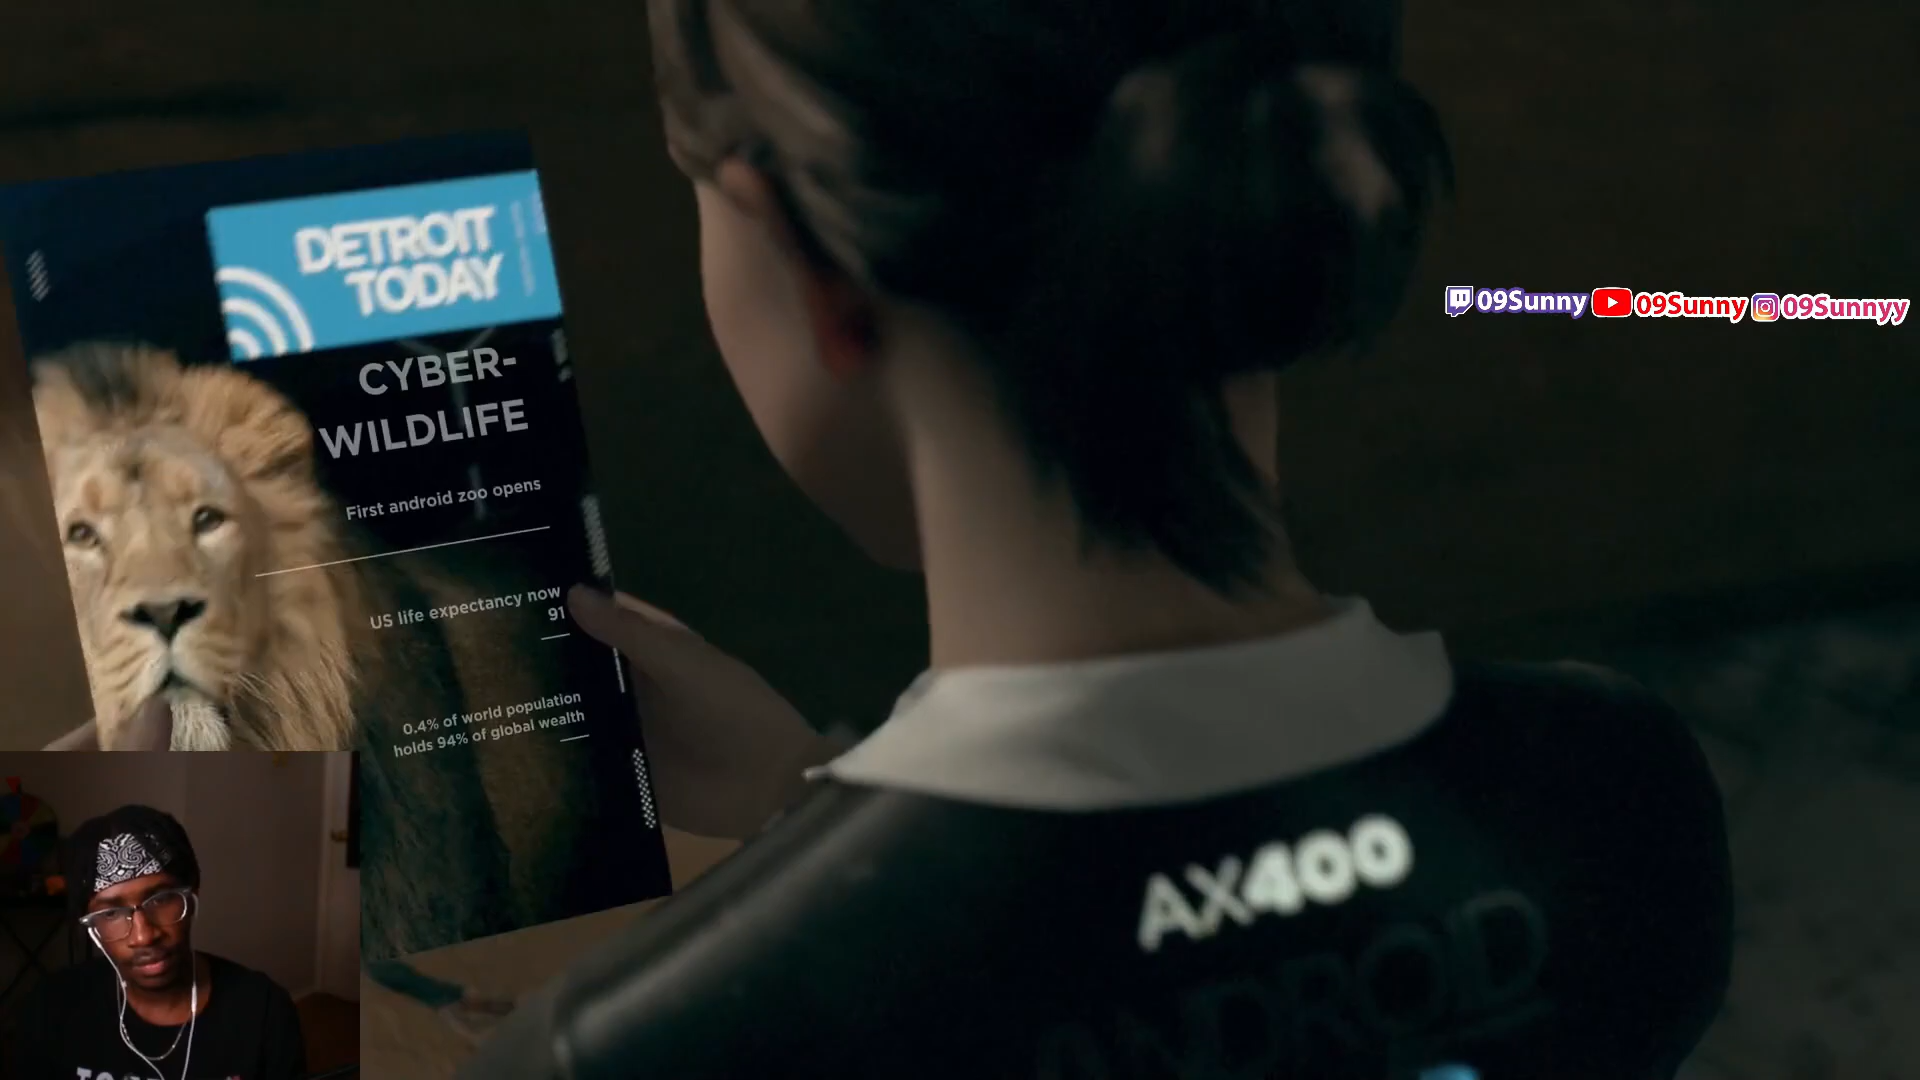 DETROIT
TODAY
CYBER-
WILDLIFE
First android zoo opens
US life expectancy now
91
0.4% of world population
holds 94% of global wealth
09Sunny 09Sunny 09Sunnyy
AX400
ANDROID